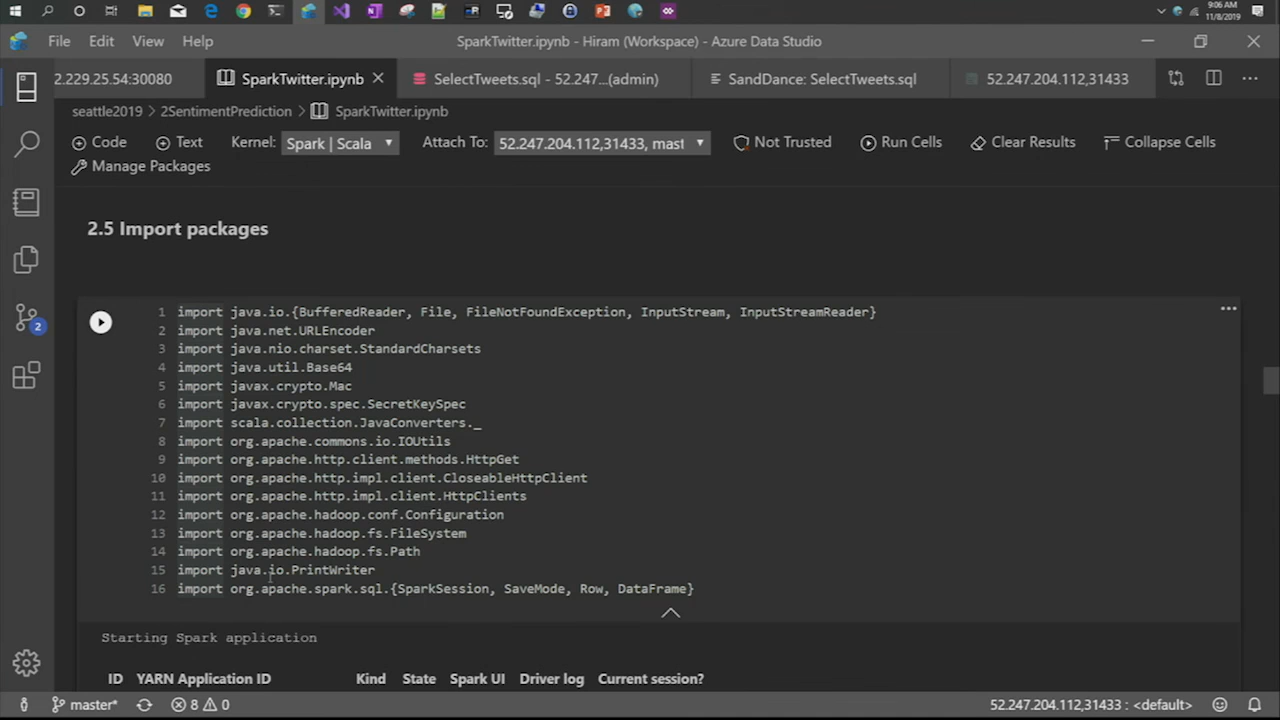 9:06 AM
11/8/2019
File Edit View Help
SparkTwitter.ipynb - Hiram (Workspace) - Azure Data Studio
2.229.25.54:30080
SparkTwitter.ipynb
SelectTweets.sql - 52.247...(admin)
SandDance: SelectTweets.sql
52.247.204.112,31433
seattle2019 > 2SentimentPrediction > SparkTwitter.ipynb
Code Text Kernel: Spark | Scala Attach To: 52.247.204.112,31433, mast Not Trusted Run Cells Clear Results Collapse Cells
Manage Packages
2.5 Import packages
1 import java.io.{BufferedReader, File, FileNotFoundException, InputStream, InputStreamReader}
2 import java.net.URLEncoder
3 import java.nio.charset.StandardCharsets
4 import java.util.Base64
5 import javax.crypto.Mac
6 import javax.crypto.spec.SecretKeySpec
7 import scala.collection.JavaConverters._
8 import org.apache.commons.io.IOUtils
9 import org.apache.http.client.methods.HttpGet
10 import org.apache.http.impl.client.CloseableHttpClient
11 import org.apache.http.impl.client.HttpClients
12 import org.apache.hadoop.conf.Configuration
13 import org.apache.hadoop.fs.FileSystem
14 import org.apache.hadoop.fs.Path
15 import java.io.PrintWriter
16 import org.apache.spark.sql.{SparkSession, SaveMode, Row, DataFrame}
2
Starting Spark application
ID YARN Application ID Kind State Spark UI Driver log Current session?
master* 8 0 52.247.204.112,31433 : <default>